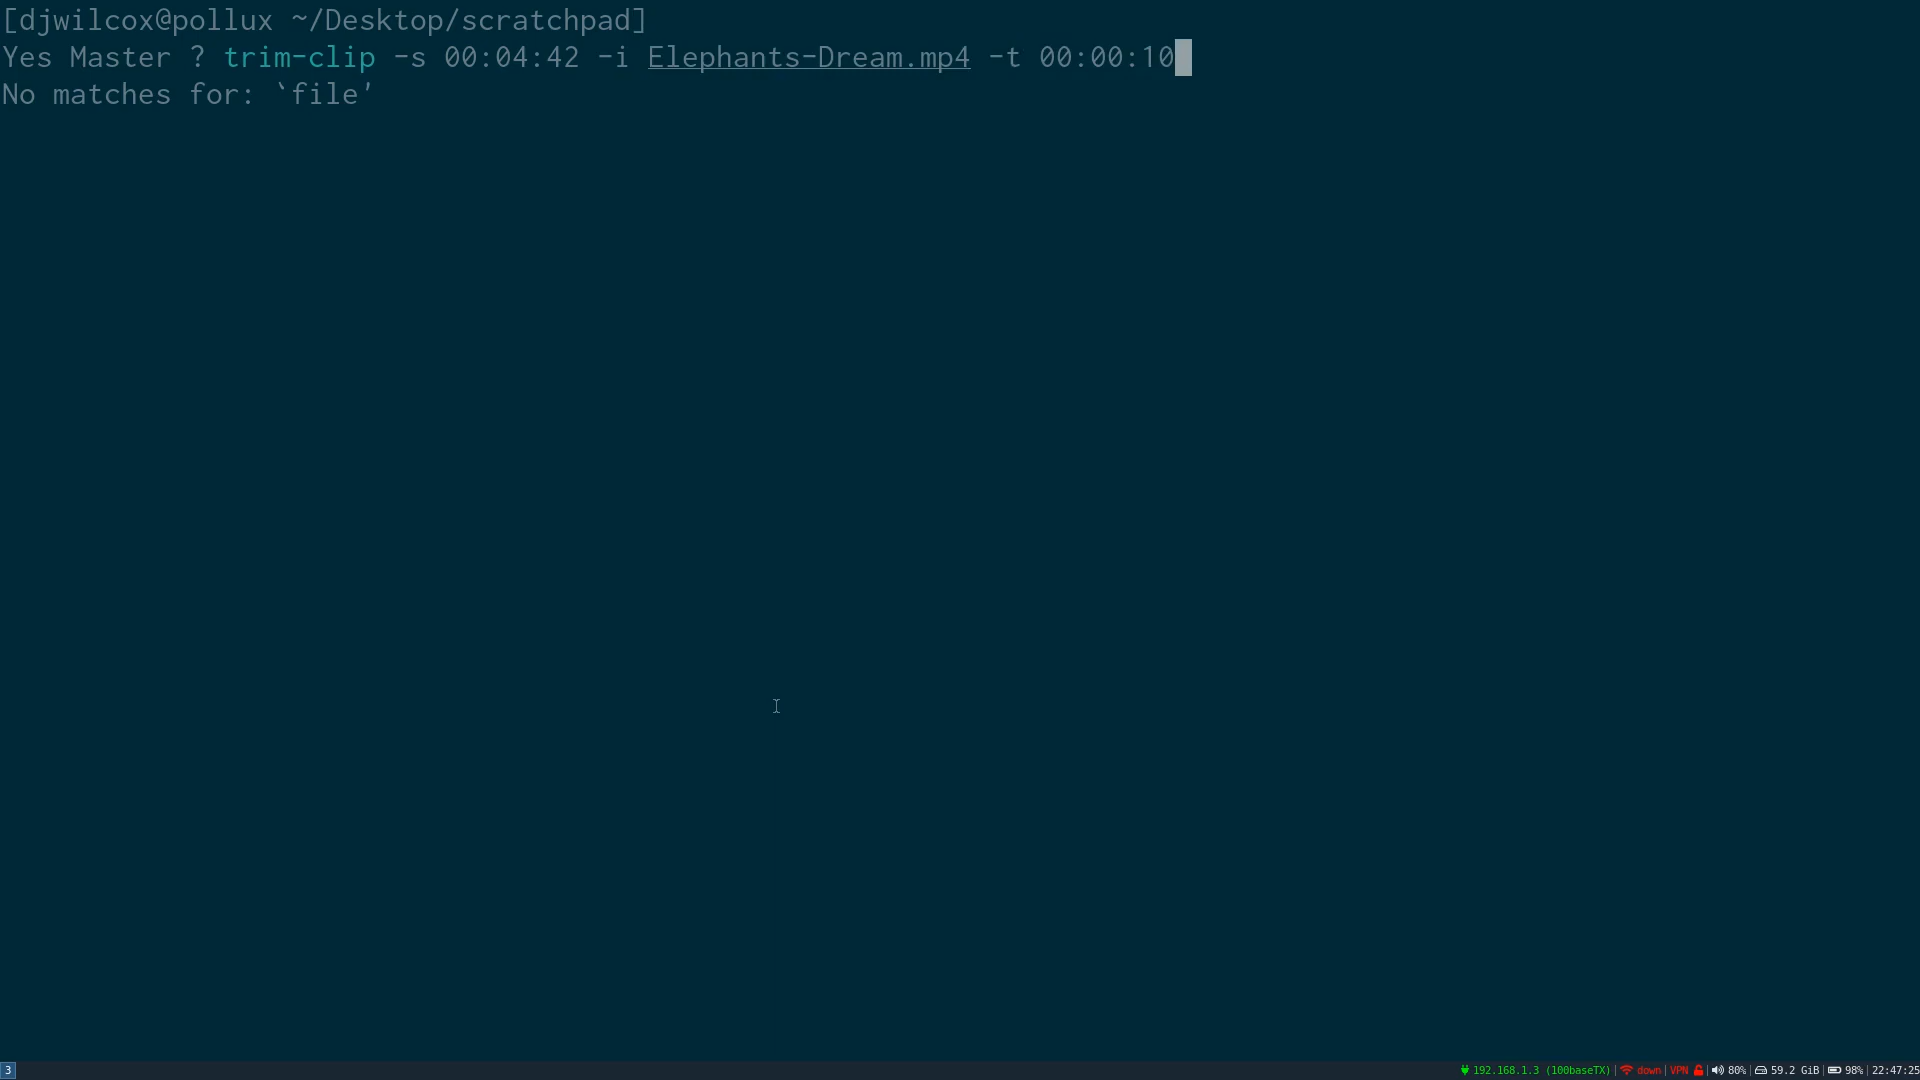 [djwilcox@pollux ~/Desktop/scratchpad]
Yes Master ? trim-clip -s 00:04:42 -i Elephants-Dream.mp4 -t 00:00:10
No matches for: `file'
3
192.168.1.3 (100baseTX)| down|VPN |80%|59.2 GiB|98%|22:47:25